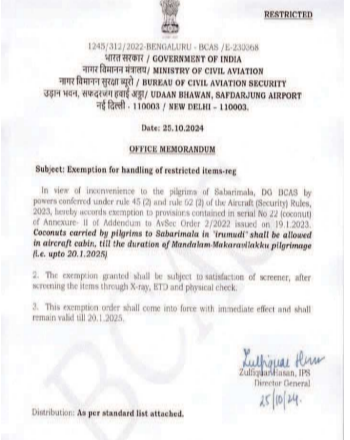 RESTRICTED
1245/312/2022-BENGALURU - BCAS /E-233368
भारत सरकार / GOVERNMENT OF INDIA
नागर विमानन मंत्रालय/ MINISTRY OF CIVIL AVIATION
नागर विमानन सुरक्षा ब्यूरो / BUREAU OF CIVIL AVIATION SECURITY
उड़ान भवन, सफदरजंग हवाई अड्डा/ UDAAN BHAWAN, SAFDARJUNG AIRPORT
नई दिल्ली - 110003 / NEW DELHI - 110003.
Date: 25.10.2024
OFFICE MEMORANDUM
Subject: Exemption for handling of restricted items-reg
In view of inconvenience to the pilgrims of Sabarimala, DG BCAS by
powers conferred under rule 45 (2) and rule 62 (2) of the Aircraft (Security) Rules,
2023, hereby accords exemption to provisions contained in serial No 22 (coconut)
of Annexure- II of Addendum to AvSec Order 2/2022 issued on 19.1.2023.
Coconuts carried by pilgrims to Sabarimala in 'irumudi' shall be allowed
in aircraft cabin, till the duration of Mandalam-Makaravilakku pilgrimage
(i.e. upto 20.1.2025)
2. The exemption granted shall be subject to satisfaction of screener, after
screening the items through X-ray, ETD and physical check.
3. This exemption order shall come into force with immediate effect and shall
remain valid till 20.1.2025.
Zulfiquar Hasan, IPS
Director General
25/10/24.
Distribution: As per standard list attached.
BCAS